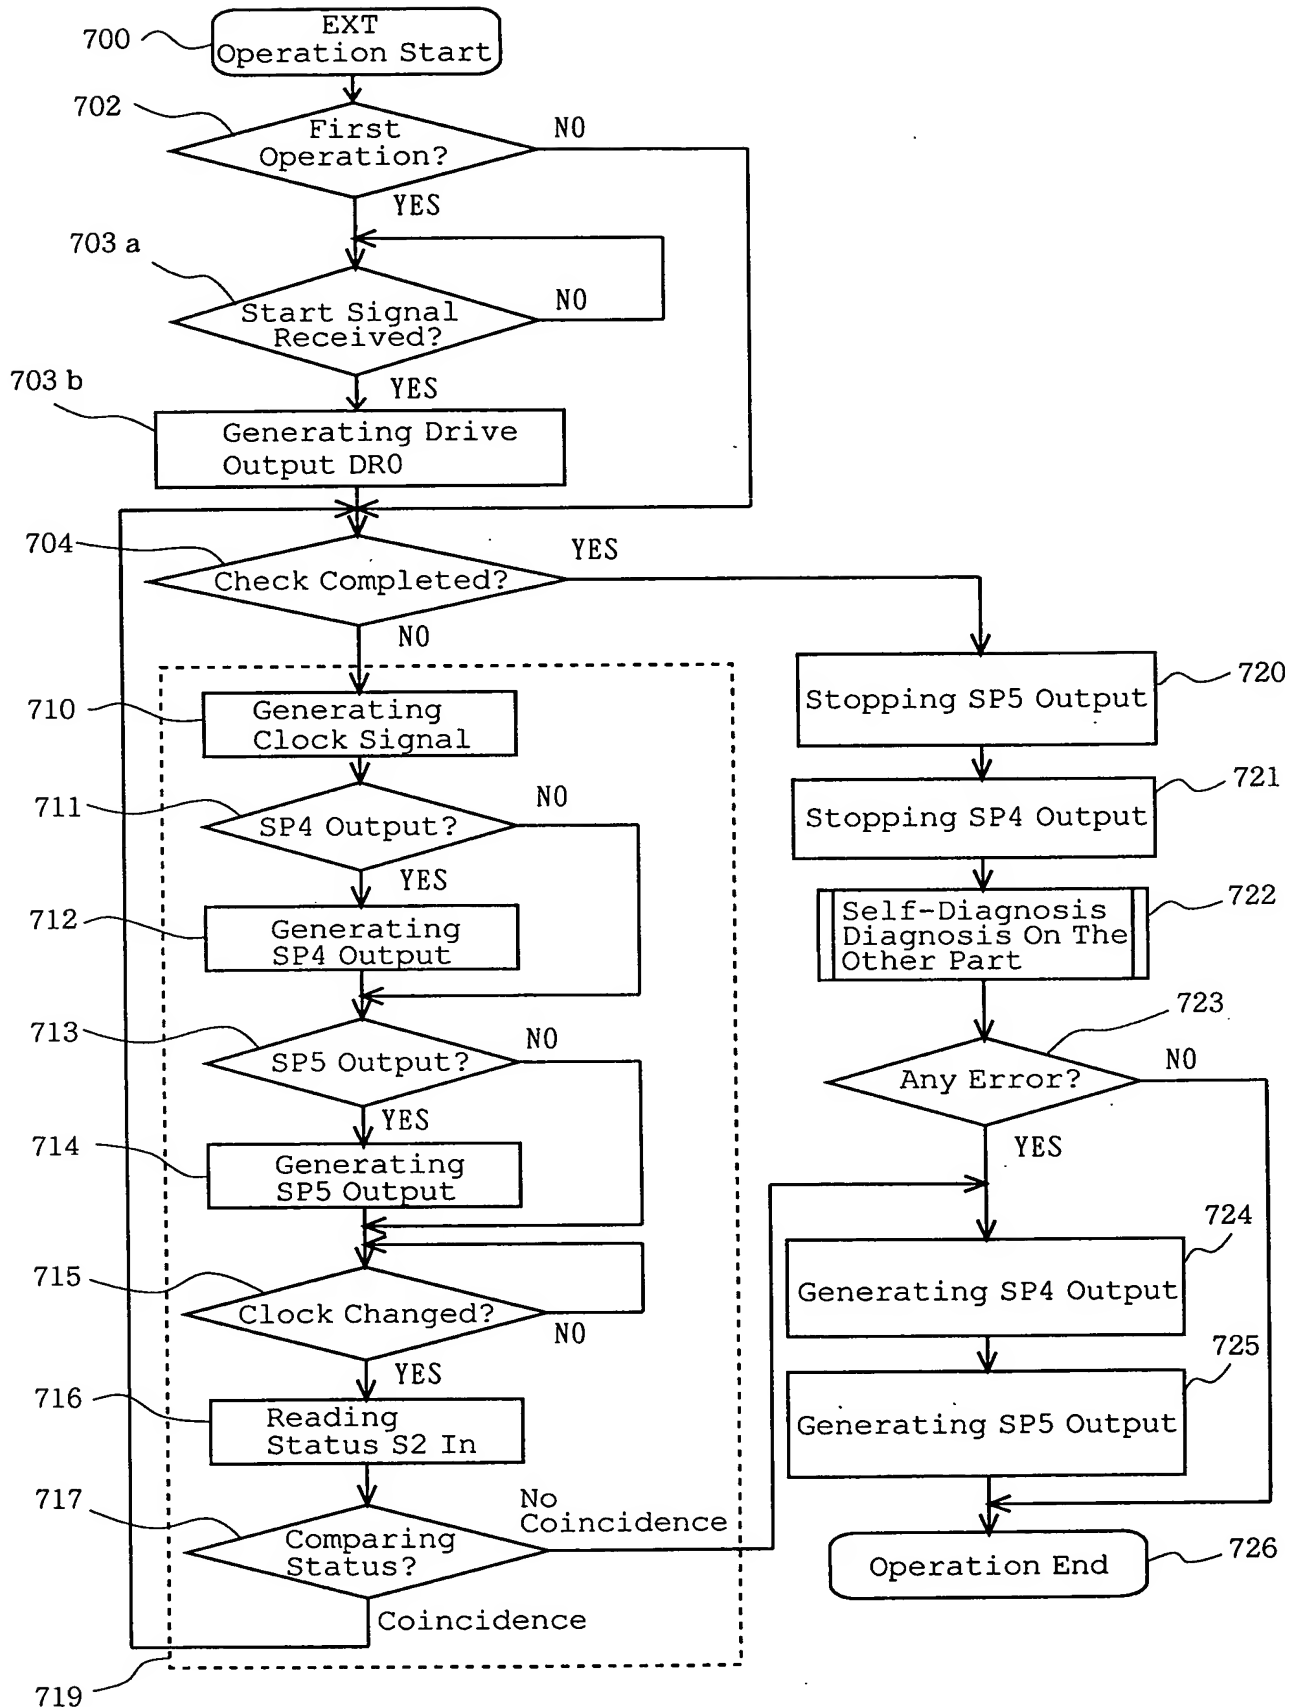 700
EXT
Operation Start
702
First
Operation?
NO
YES
703 a
Start Signal
Received?
NO
YES
703 b
Generating Drive
Output DR0
704
Check Completed?
YES
NO
710
Generating
Clock Signal
711
SP4 Output?
NO
YES
712
Generating
SP4 Output
713
SP5 Output?
NO
YES
714
Generating
SP5 Output
715
Clock Changed?
NO
YES
716
Reading
Status S2 In
717
Comparing
Status?
No
Coincidence
Coincidence
719
Stopping SP5 Output
720
Stopping SP4 Output
721
Self-Diagnosis
Diagnosis On The
Other Part
722
723
Any Error?
NO
YES
724
Generating SP4 Output
725
Generating SP5 Output
Operation End
726